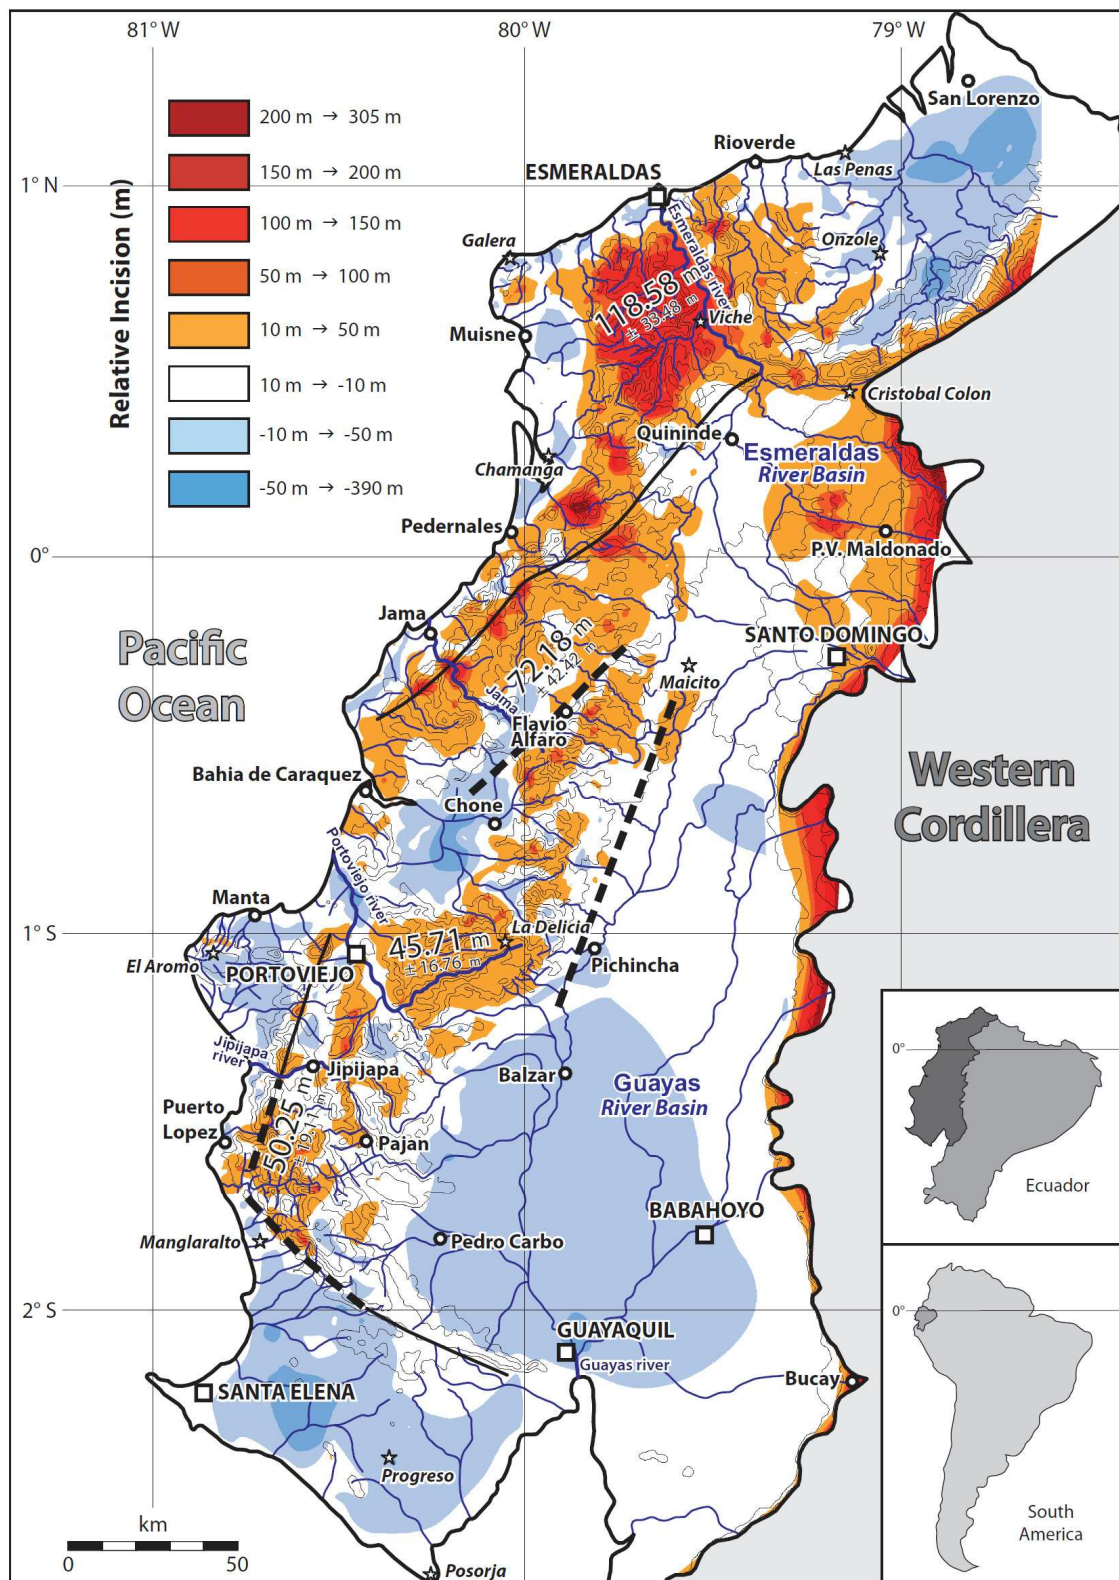 81° W
80° W
79° W
San Lorenzo
Relative Incision (m)
200 m → 305 m
150 m → 200 m
100 m → 150 m
50 m → 100 m
10 m → 50 m
10 m → -10 m
-10 m → -50 m
-50 m → -390 m
Rioverde
Las Penas
1° N
ESMERALDAS
Esmeraldas river
Galera
Onzole
118.58 m
± 33.48 m
Viche
Muisne
Cristobal Colon
Quininde
Esmeraldas
River Basin
Chamanga
Pedernales
P.V. Maldonado
0°
Jama
SANTO DOMINGO
Pacific
Ocean
72.18 m
± 42.42 m
Maicito
Jama
Flavio
Alfaro
Western
Cordillera
Bahia de Caraquez
Chone
Portoviejo river
Manta
1° S
La Delicia
45.71 m
± 16.76 m
El Aromo
PORTOVIEJO
Pichincha
Jipijapa
river
Jipijapa
Balzar
Guayas
River Basin
Puerto
Lopez
50.25 m
± 19.11 m
Pajan
BABAHOYO
Manglaralto
Pedro Carbo
2° S
GUAYAQUIL
Guayas river
Bucay
SANTA ELENA
Progreso
km
0
50
Posorja
0°
Ecuador
0°
South
America